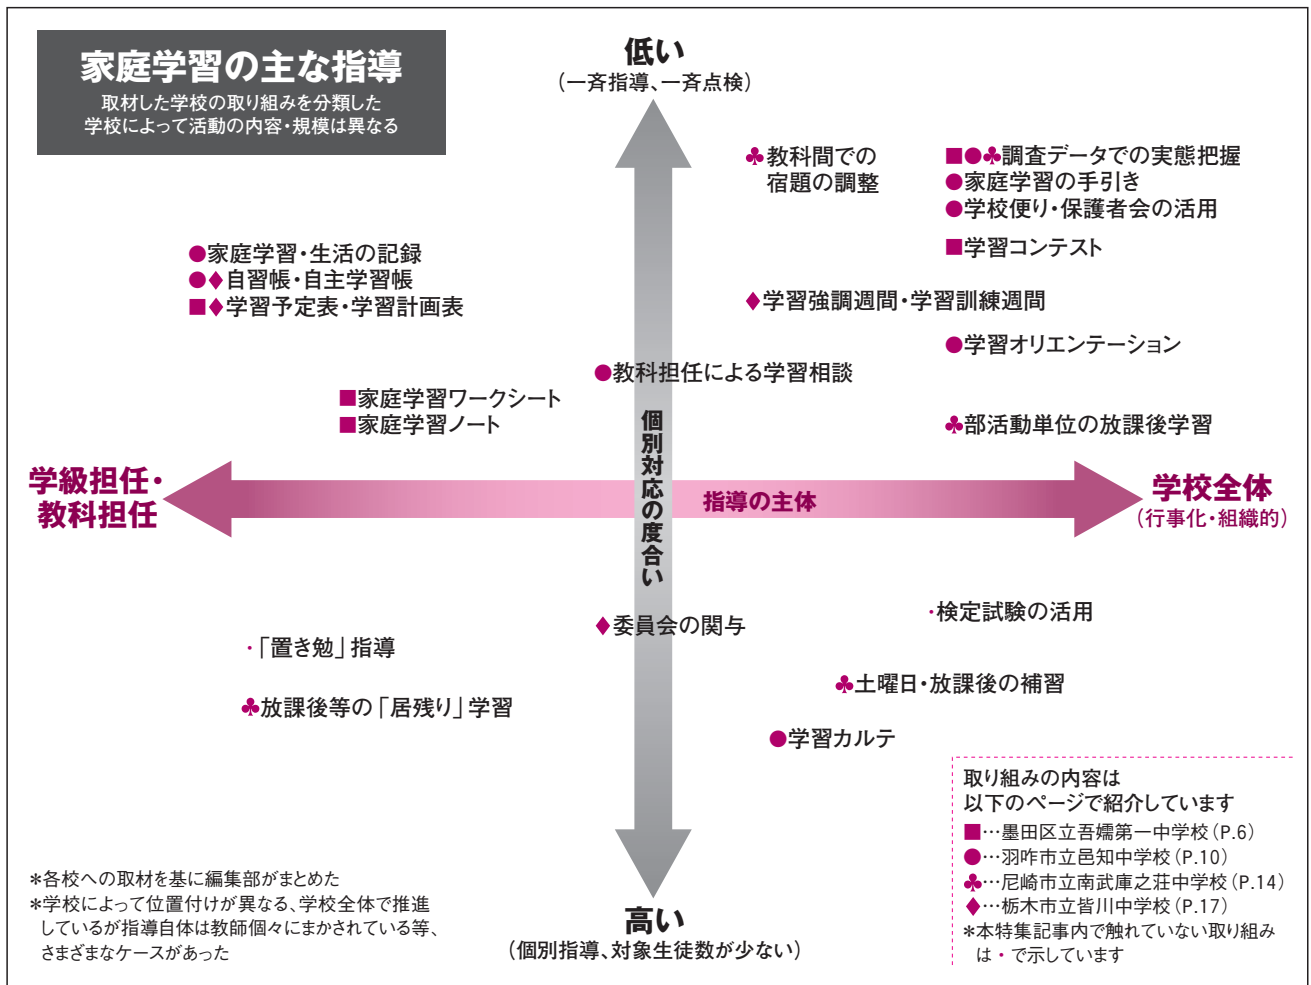 家庭学習の主な指導
取材した学校の取り組みを分類した
学校によって活動の内容・規模は異なる
低い
(一斉指導、一斉点検)
♣教科間での
宿題の調整
■●♣調査データでの実態把握
●家庭学習の手引き
●学校便り・保護者会の活用
■学習コンテスト
●家庭学習・生活の記録
●♦自習帳・自主学習帳
■♦学習予定表・学習計画表
♦学習強調週間・学習訓練週間
●学習オリエンテーション
●教科担任による学習相談
■家庭学習ワークシート
■家庭学習ノート
♣部活動単位の放課後学習
個別対応の度合い
学級担任・
教科担任
指導の主体
学校全体
(行事化・組織的)
・検定試験の活用
♦委員会の関与
・「置き勉」指導
♣土曜日・放課後の補習
♣放課後等の「居残り」学習
●学習カルテ
取り組みの内容は
以下のページで紹介しています
■…墨田区立吾嬬第一中学校(P.6)
●…羽咋市立邑知中学校(P.10)
♣…尼崎市立南武庫之荘中学校(P.14)
♦…栃木市立皆川中学校(P.17)
*本特集記事内で触れていない取り組み
は・で示しています
*各校への取材を基に編集部がまとめた
*学校によって位置付けが異なる、学校全体で推進
しているが指導自体は教師個々にまかされている等、
さまざまなケースがあった
高い
(個別指導、対象生徒数が少ない)